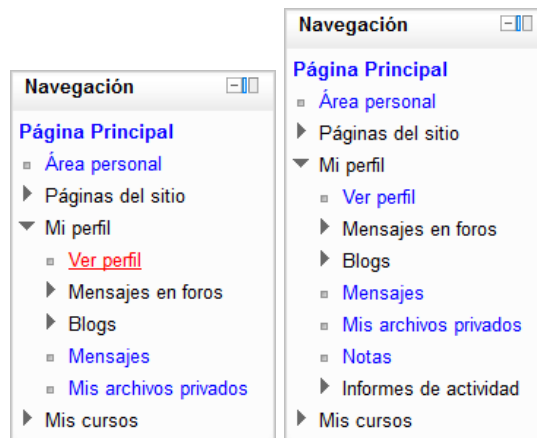 Navegación
Página Principal
Área personal
Páginas del sitio
Mi perfil
Ver perfil
Mensajes en foros
Blogs
Mensajes
Mis archivos privados
Mis cursos
Navegación
Página Principal
Área personal
Páginas del sitio
Mi perfil
Ver perfil
Mensajes en foros
Blogs
Mensajes
Mis archivos privados
Notas
Informes de actividad
Mis cursos